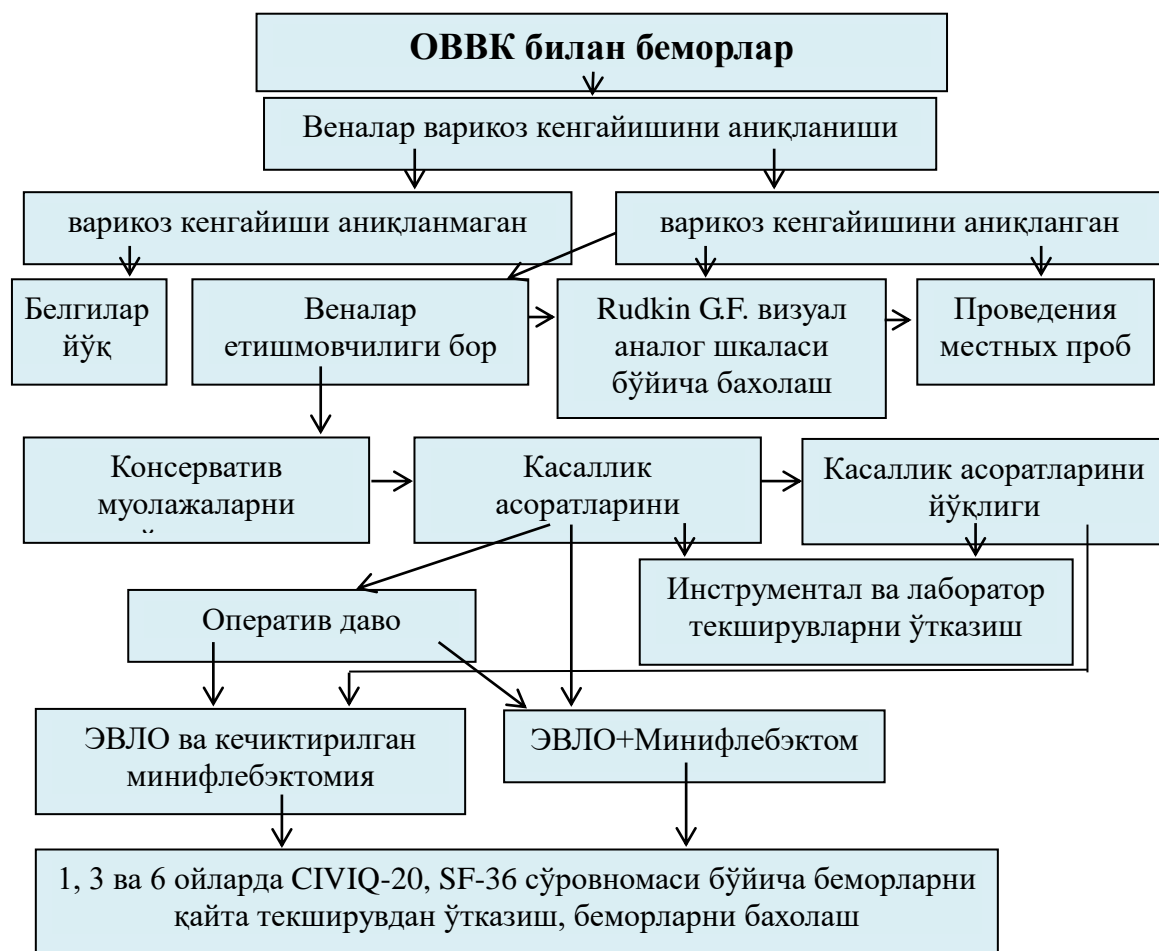 ОВВК билан беморлар
Веналар варикоз кенгайишини аниқланиши
варикоз кенгайиши аниқланмаган
варикоз кенгайишини аниқланган
Белгилар
йўқ
Веналар
етишмовчилиги бор
Rudkin G.F. визуал
аналог шкаласи
бўйича бахолаш
Проведения
местных проб
Консерватив
муолажаларни
Касаллик
асоратларини
Касаллик асоратларини
йўқлиги
Инструментал ва лаборатор
текширувларни ўтказиш
Оператив даво
ЭВЛО ва кечиктирилган
минифлебэктомия
ЭВЛО+Минифлебэктом
1, 3 ва 6 ойларда CIVIQ-20, SF-36 сўровномаси бўйича беморларни
қайта текширувдан ўтказиш, беморларни бахолаш